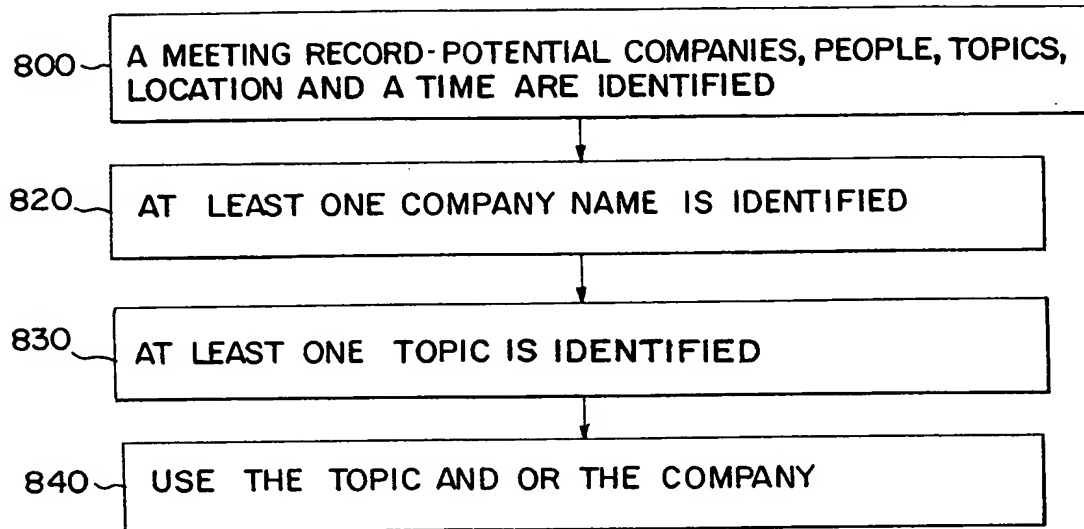 800
A MEETING RECORD-POTENTIAL COMPANIES, PEOPLE, TOPICS,
LOCATION AND A TIME ARE IDENTIFIED
820
AT LEAST ONE COMPANY NAME IS IDENTIFIED
830
AT LEAST ONE TOPIC IS IDENTIFIED
840
USE THE TOPIC AND OR THE COMPANY